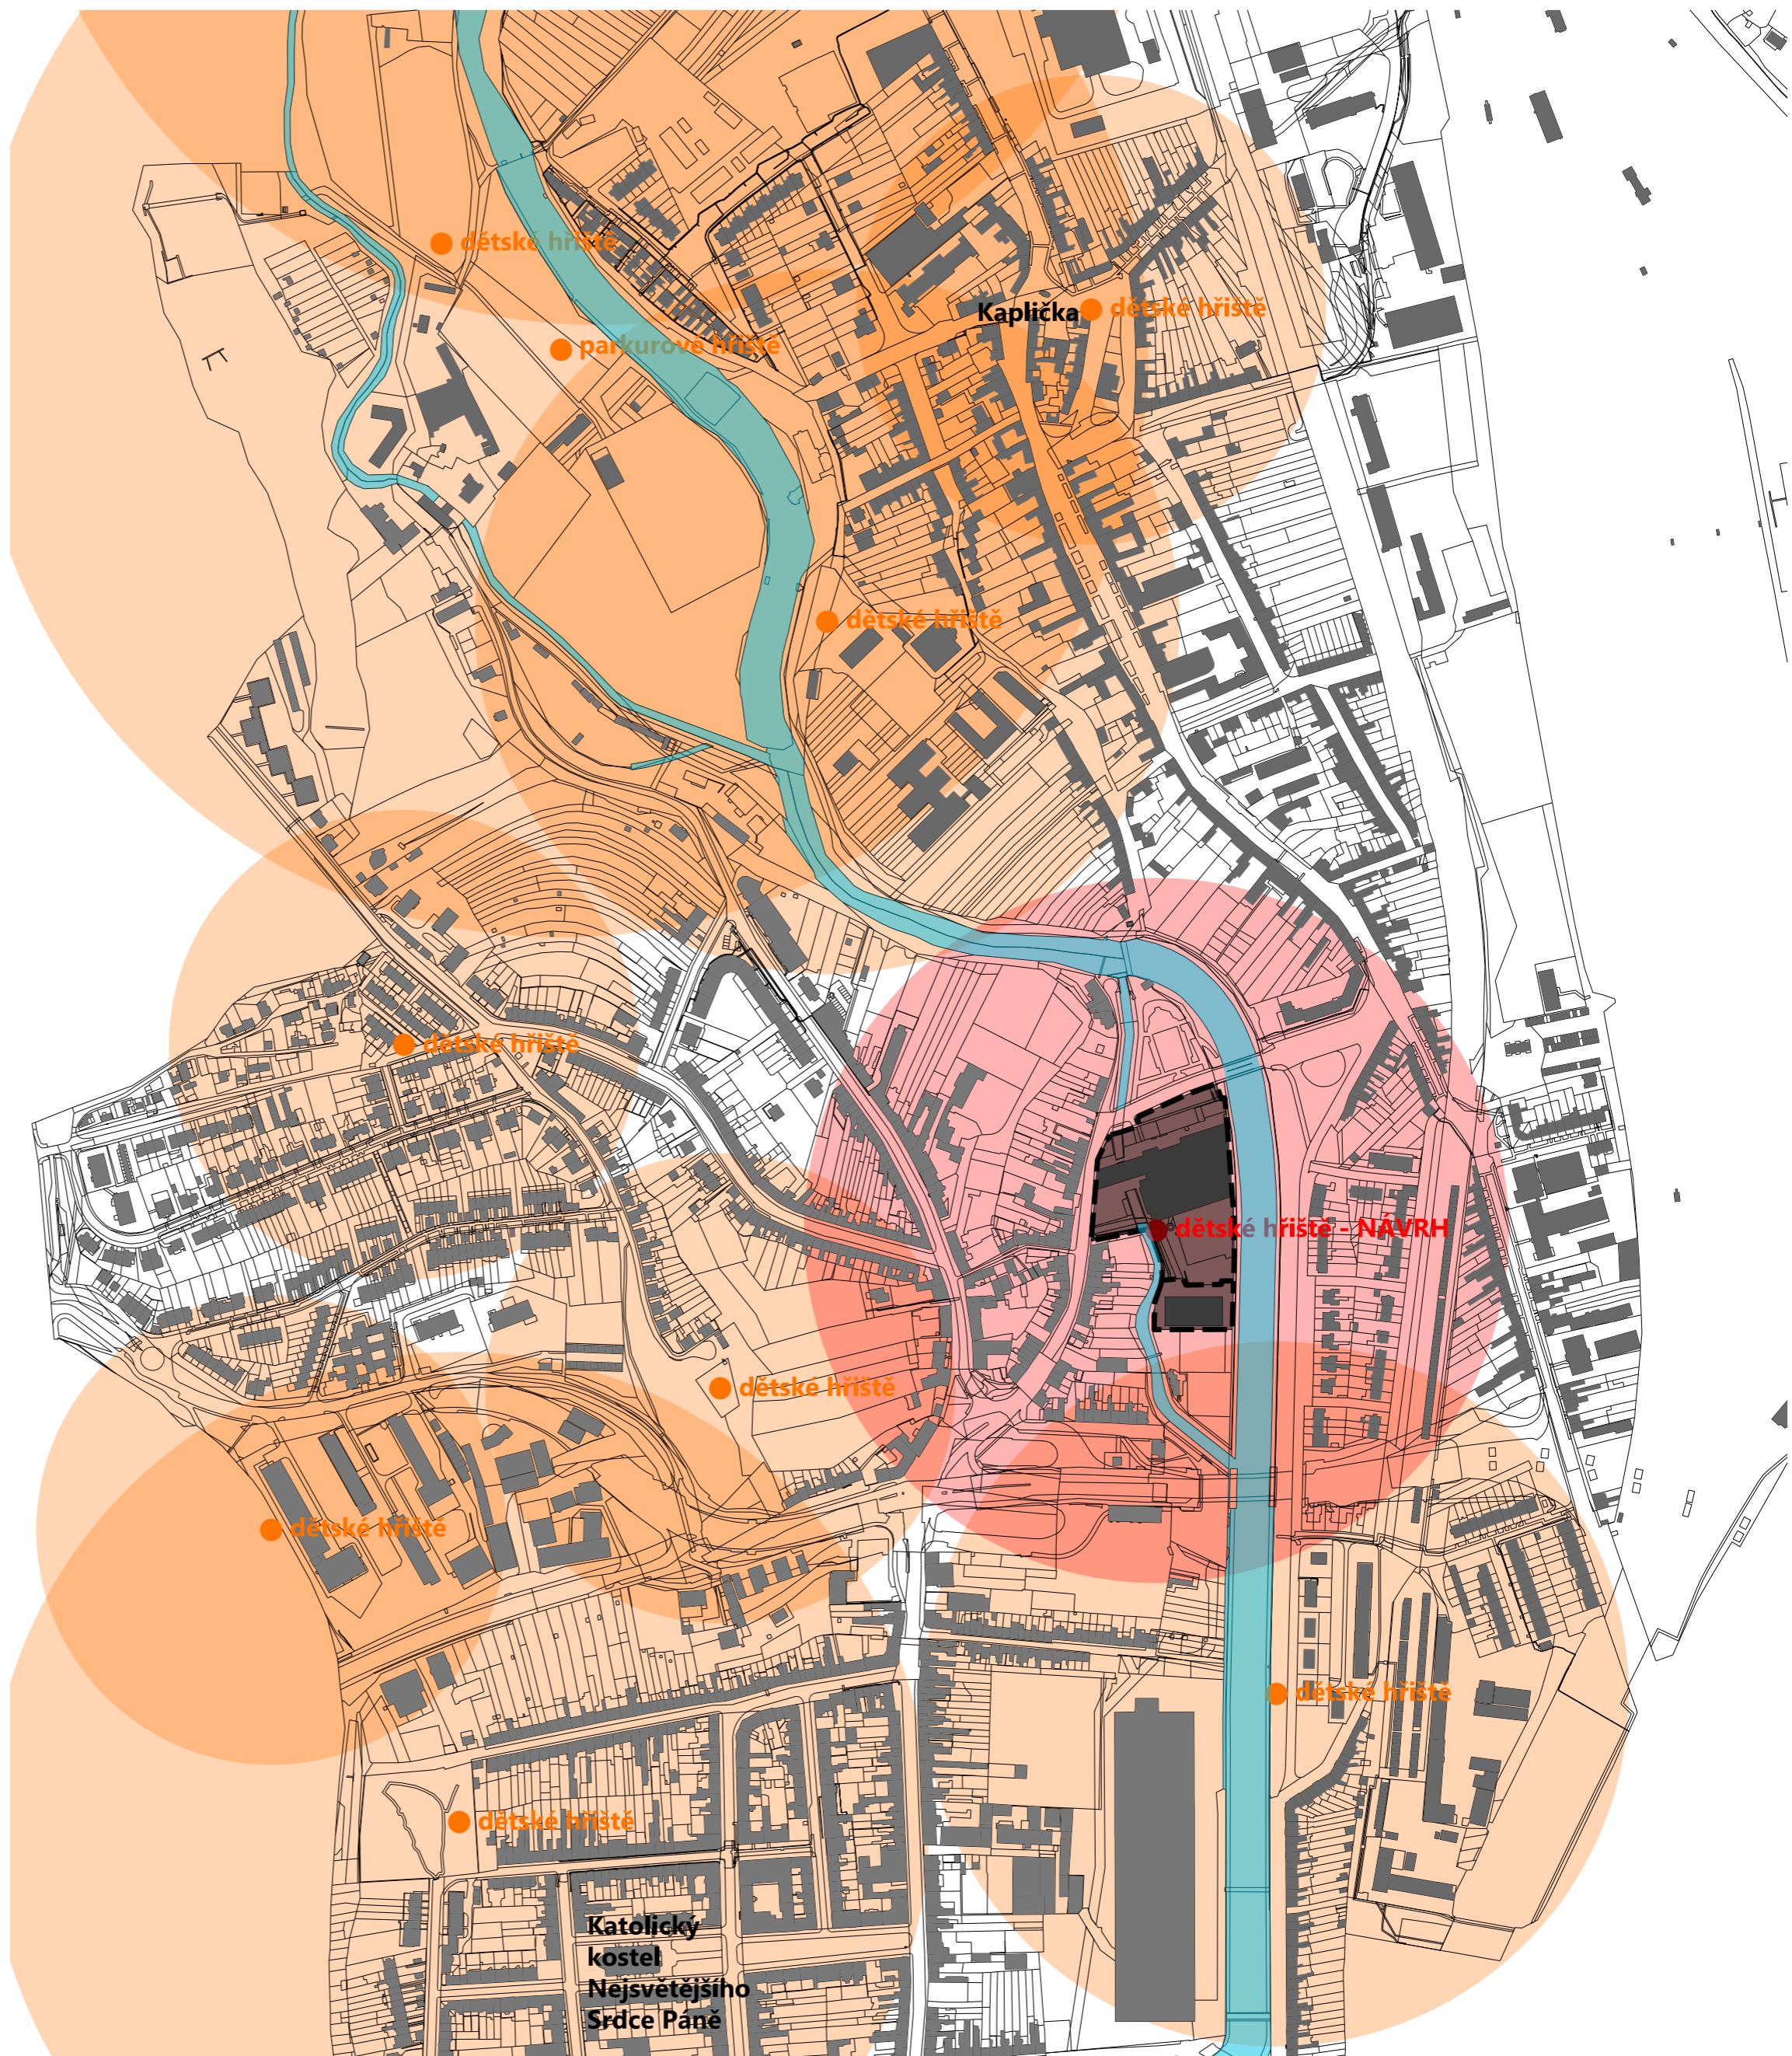 dětské hřiště
Kaplička
dětské hřiště
parkurové hřiště
dětské hřiště
dětské hřiště
dětské hřiště - NÁVRH
dětské hřiště
dětské hřiště
dětské hřiště
dětské hřiště
Katolický
kostel
Nejsvětějšího
Srdce Páně